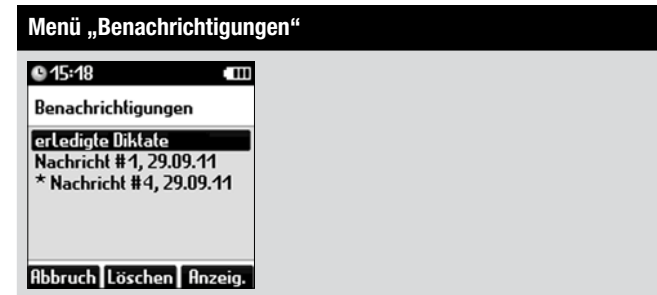 Menü „Benachrichtigungen“
15:18
Benachrichtigungen
erledigte Diktate
Nachricht #1, 29.09.11
* Nachricht #4, 29.09.11
Abbruch Löschen Anzeig.